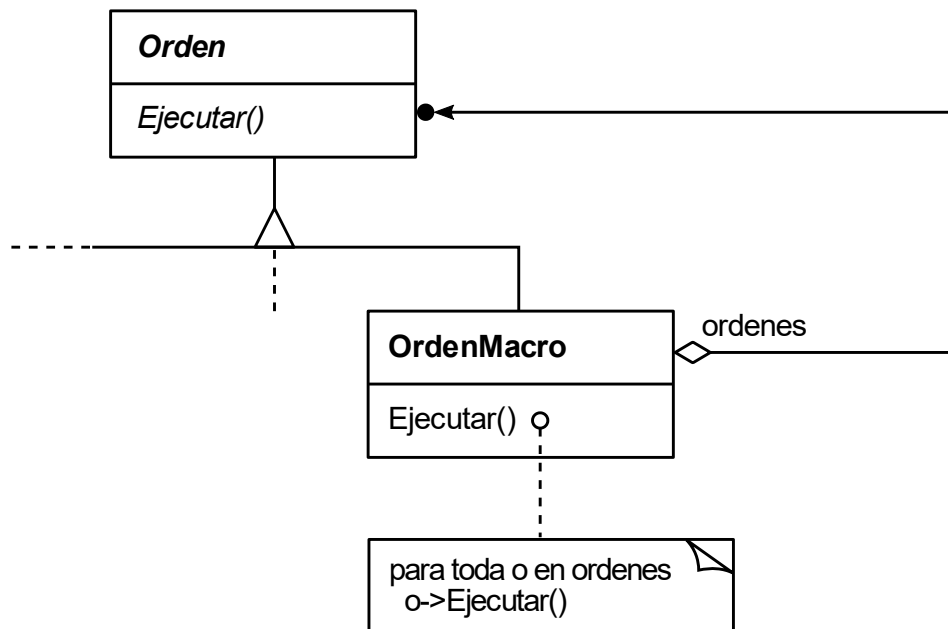 Orden
Ejecutar()
ordenes
OrdenMacro
Ejecutar()
para toda o en ordenes
o->Ejecutar()